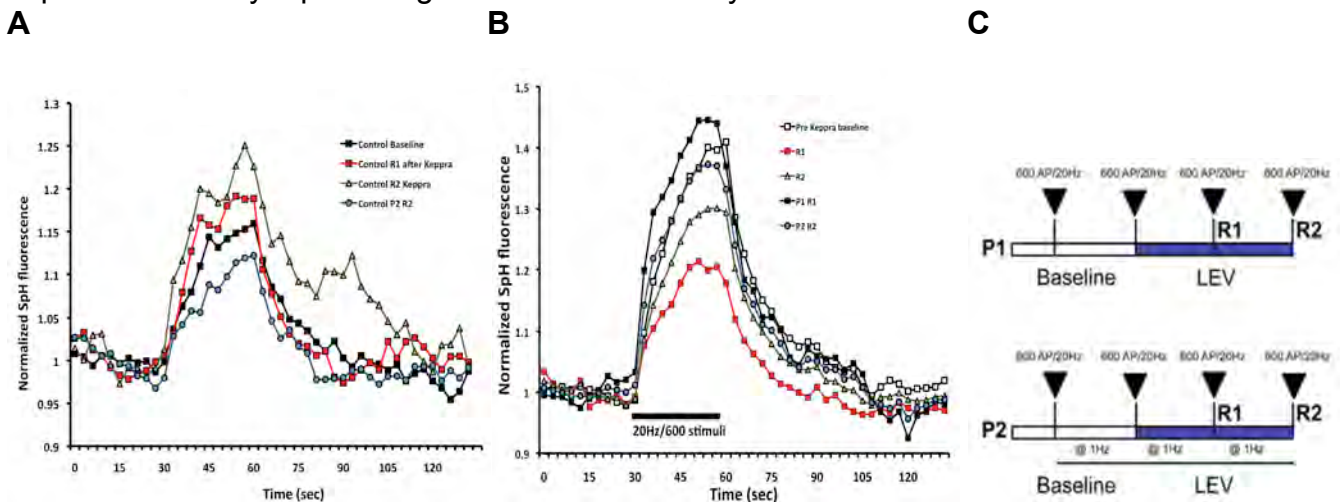 A
B
C
1.3
1.25
1.2
1.15
1.1
1.05
1
0.95
0.9
Normalized SpH fluorescence
Control Baseline
Control R1 after Keppra
Control R2 Keppra
Control P2 R2
0 15 30 45 60 75 90 105 120
Time (sec)
1.5
1.4
1.3
1.2
1.1
1
0.9
Normalized SpH fluorescence
Pre Keppra baseline
R1
R2
P1 R1
P2 R2
20Hz/600 stimuli
0 15 30 45 60 75 90 105 120
Time (sec)
600 AP/20Hz 600 AP/20Hz 600 AP/20Hz 600 AP/20Hz
R1 R2
P1
Baseline LEV
600 AP/20Hz 600 AP/20Hz 600 AP/20Hz 600 AP/20Hz
R1 R2
P2
@ 1Hz @ 1Hz @ 1Hz
Baseline LEV